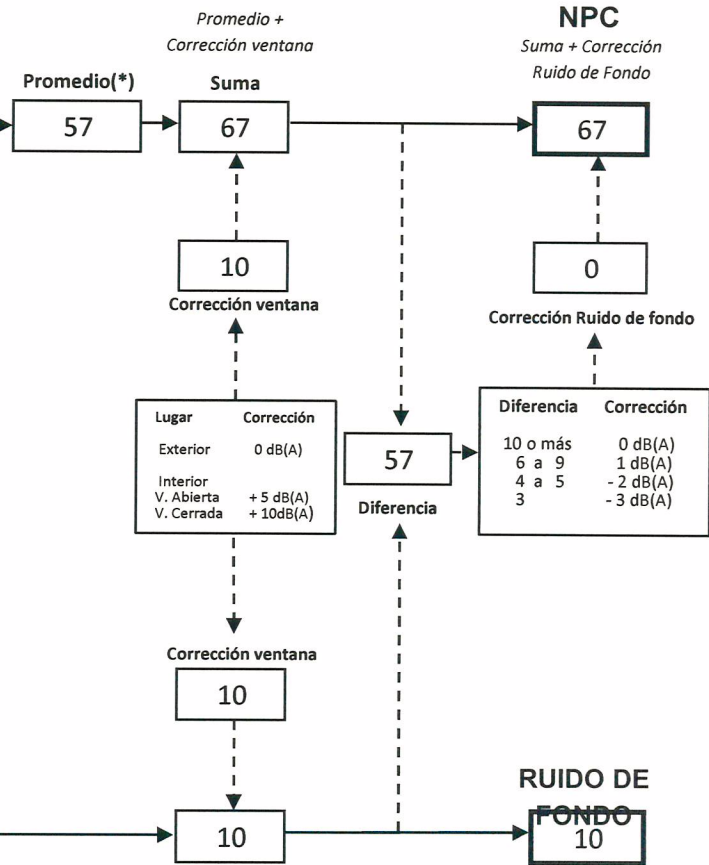 Promedio +
Corrección ventana
NPC
Suma + Corrección
Ruido de Fondo
Promedio(*)
Suma
57
67
67
10
0
Corrección ventana
Corrección Ruido de fondo
Lugar Corrección
Exterior 0 dB(A)
Interior
V. Abierta + 5 dB(A)
V. Cerrada + 10dB(A)
57
Diferencia
Diferencia Corrección
10 o más 0 dB(A)
6 a 9 1 dB(A)
4 a 5 - 2 dB(A)
3 - 3 dB(A)
Corrección ventana
10
RUIDO DE
FONDO
10
10